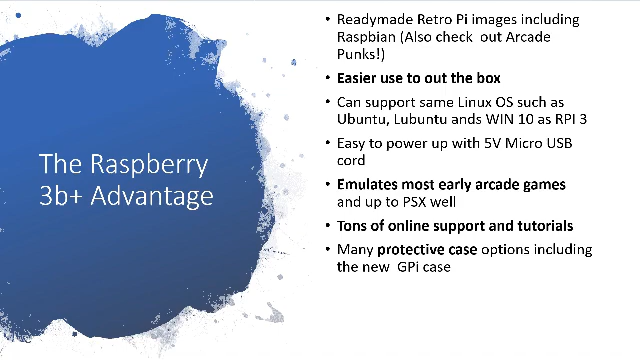 The Raspberry
3b+ Advantage
• Readymade Retro Pi images including
Raspbian (Also check  out Arcade
Punks!)
• Easier use to out the box
• Can support same Linux OS such as
Ubuntu, Lubuntu ands WIN 10 as RPI 3
• Easy to power up with 5V Micro USB
cord
• Emulates most early arcade games
and up to PSX well
• Tons of online support and tutorials
• Many protective case options including
the new  GPi case